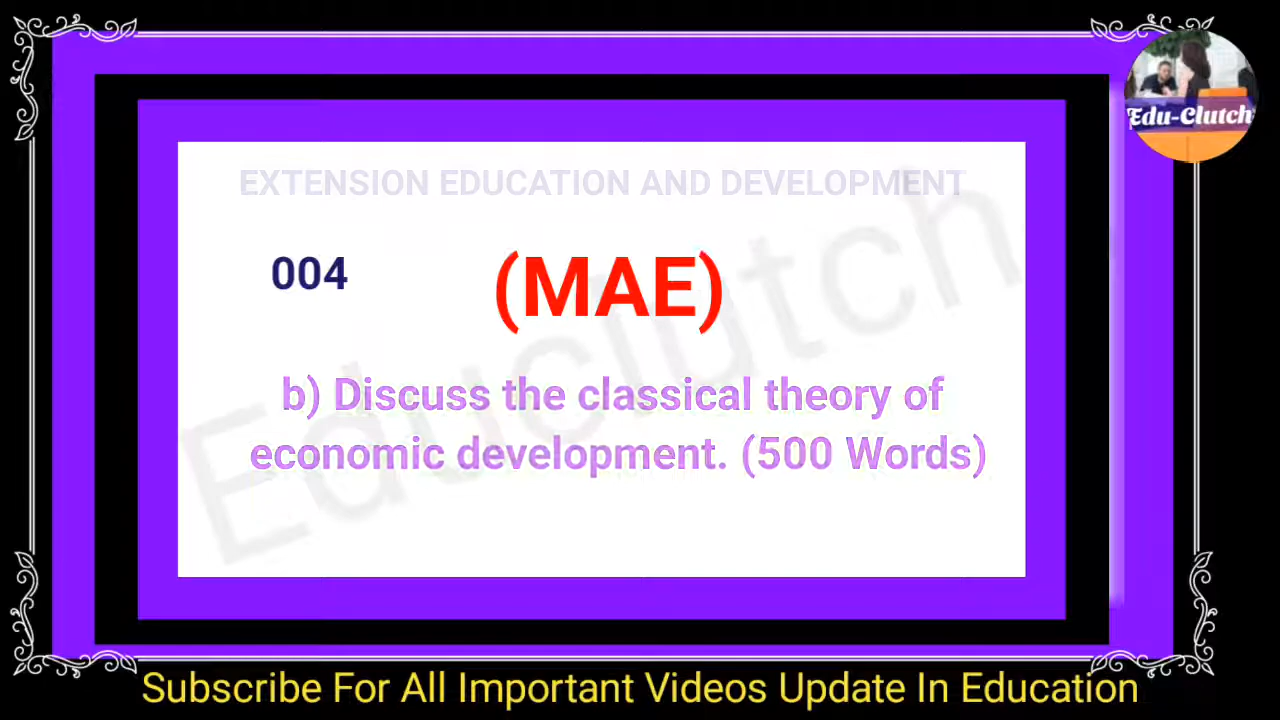 Edu-Clutch
EXTENSION EDUCATION AND DEVELOPMENT
004
(MAE)
b) Discuss the classical theory of
economic development. (500 Words)
Educlutch
Subscribe For All Important Videos Update In Education